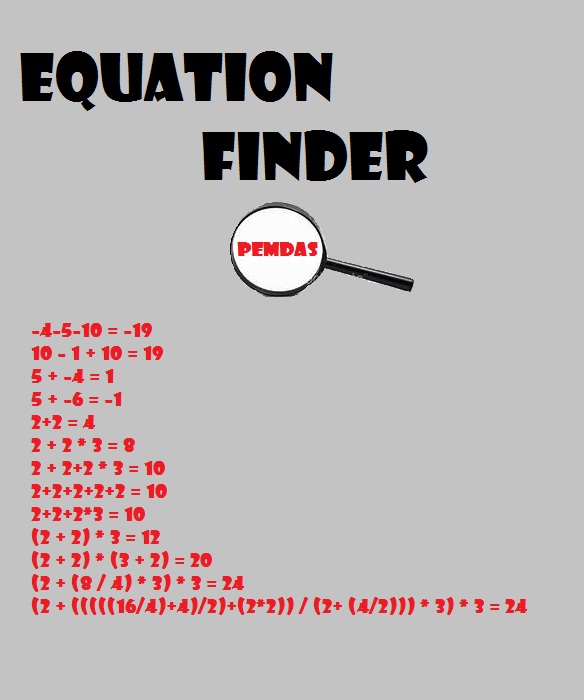 EQUATION
FINDER
PEMDAS
-4-5-10 = -19
10 - 1 + 10 = 19
5 + -4 = 1
5 + -6 = -1
2+2 = 4
2 + 2 * 3 = 8
2 + 2+2 * 3 = 10
2+2+2+2+2 = 10
2+2+2*3 = 10
(2 + 2) * 3 = 12
(2 + 2) * (3 + 2) = 20
(2 + (8 / 4) * 3) * 3 = 24
(2 + (((((16/4)+4)/2)+(2*2)) / (2+ (4/2))) * 3) * 3 = 24